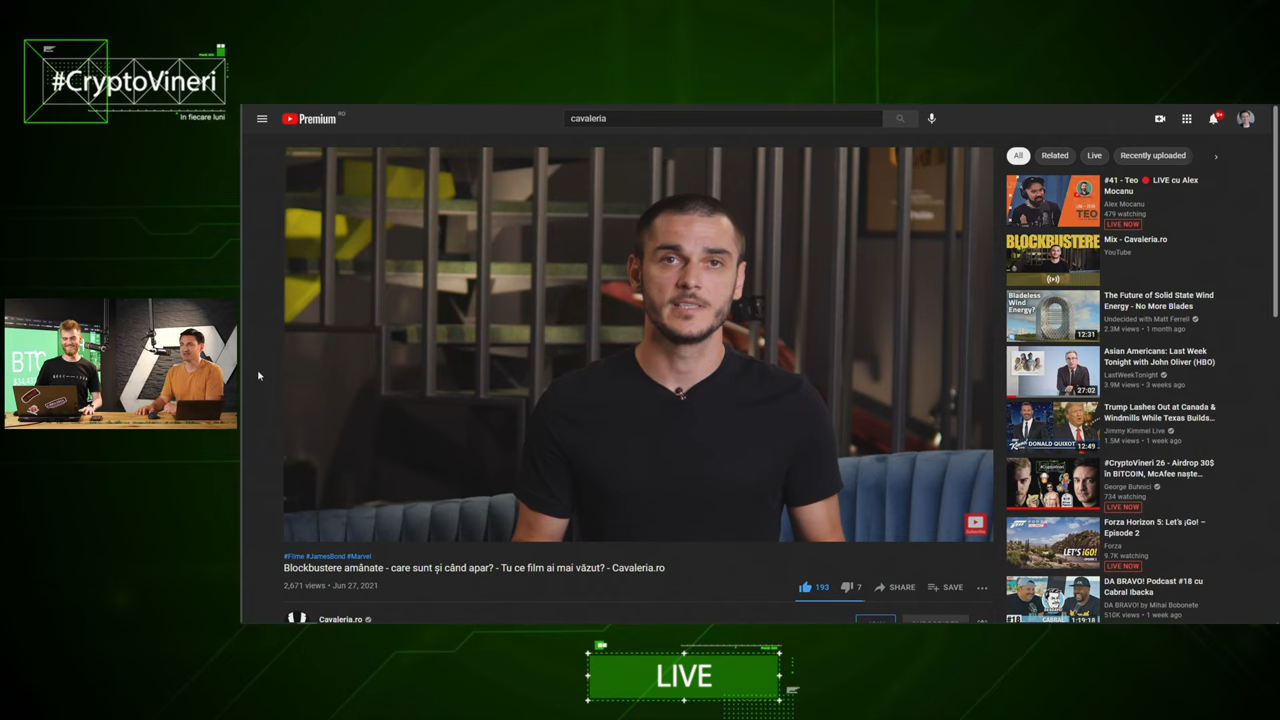 #CryptoVineri
in fiecare luni
Premium
RO
cavaleria
9+
All
Related
Live
Recently uploaded
#41 - Teo 🔴 LIVE cu Alex
Mocanu
Alex Mocanu
479 watching
LIVE NOW
TEO
BLOCKBUSTERE
Mix - Cavaleria.ro
YouTube
Bladeless
Wind
Energy?
12:31
The Future of Solid State Wind
Energy - No More Blades
Undecided with Matt Ferrell
2.3M views • 1 month ago
27:02
Asian Americans: Last Week
Tonight with John Oliver (HBO)
LastWeekTonight
3.9M views • 3 weeks ago
DONALD QUIXOT
12:49
Trump Lashes Out at Canada &
Windmills While Texas Builds...
Jimmy Kimmel Live
1.5M views • 1 week ago
#CryptoVineri 26 - Airdrop 30$
în BITCOIN, McAfee naște...
George Buhnici
734 watching
LIVE NOW
LET'S ¡GO!
Forza Horizon 5: Let's ¡Go! –
Episode 2
Forza
9.7K watching
LIVE NOW
#18
CABRAL
1:19:18
DA BRAVO! Podcast #18 cu
Cabral Ibacka
DA BRAVO! by Mihai Bobonete
510K views • 1 week ago
BTC
Subscribe
#Filme #JamesBond #Marvel
Blockbustere amânate - care sunt și când apar? - Tu ce film ai mai văzut? - Cavaleria.ro
2,671 views • Jun 27, 2021
193
7
SHARE
SAVE
Cavaleria.ro
LIVE